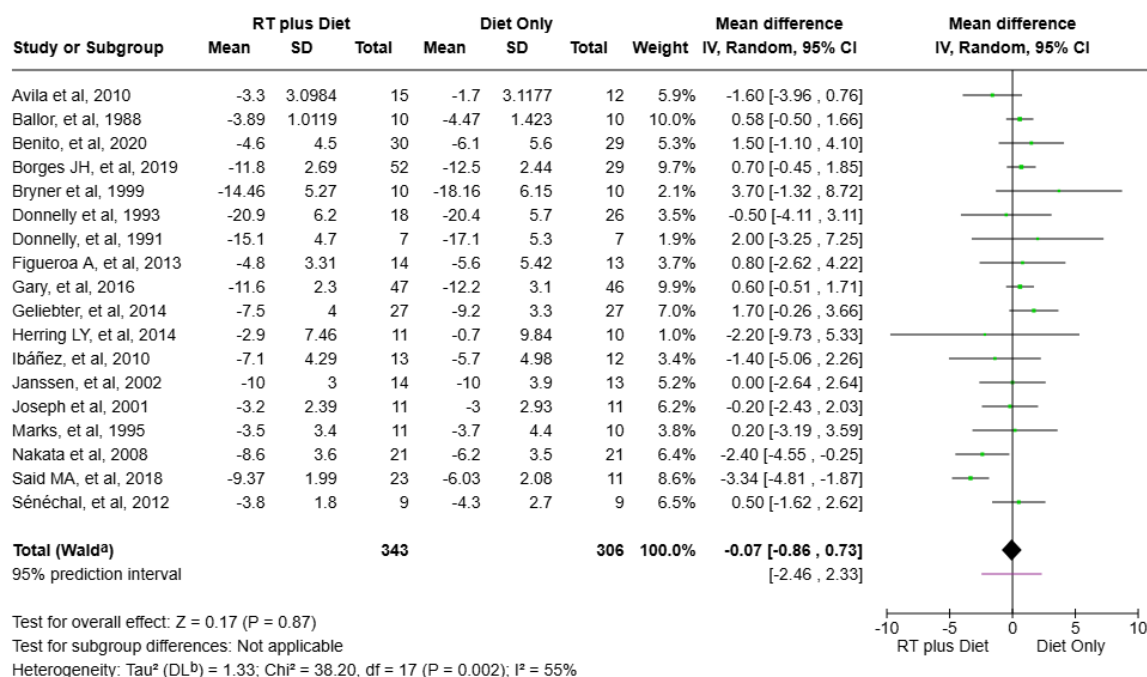 RT plus Diet Diet Only Mean difference Mean difference
Study or Subgroup Mean SD Total Mean SD Total Weight IV, Random, 95% CI IV, Random, 95% CI
Avila et al, 2010 -3.3 3.0984 15 -1.7 3.1177 12 5.9% -1.60 [-3.96 , 0.76]
Ballor, et al, 1988 -3.89 1.0119 10 -4.47 1.423 10 10.0% 0.58 [-0.50 , 1.66]
Benito, et al, 2020 -4.6 4.5 30 -6.1 5.6 29 5.3% 1.50 [-1.10 , 4.10]
Borges JH, et al, 2019 -11.8 2.69 52 -12.5 2.44 29 9.7% 0.70 [-0.45 , 1.85]
Bryner et al, 1999 -14.46 5.27 10 -18.16 6.15 10 2.1% 3.70 [-1.32 , 8.72]
Donnelly et al, 1993 -20.9 6.2 18 -20.4 5.7 26 3.5% -0.50 [-4.11 , 3.11]
Donnelly, et al, 1991 -15.1 4.7 7 -17.1 5.3 7 1.9% 2.00 [-3.25 , 7.25]
Figueroa A, et al, 2013 -4.8 3.31 14 -5.6 5.42 13 3.7% 0.80 [-2.62 , 4.22]
Gary, et al, 2016 -11.6 2.3 47 -12.2 3.1 46 9.9% 0.60 [-0.51 , 1.71]
Geliebter, et al, 2014 -7.5 4 27 -9.2 3.3 27 7.0% 1.70 [-0.26 , 3.66]
Herring LY, et al, 2014 -2.9 7.46 11 -0.7 9.84 10 1.0% -2.20 [-9.73 , 5.33]
Ibáñez, et al, 2010 -7.1 4.29 13 -5.7 4.98 12 3.4% -1.40 [-5.06 , 2.26]
Janssen, et al, 2002 -10 3 14 -10 3.9 13 5.2% 0.00 [-2.64 , 2.64]
Joseph et al, 2001 -3.2 2.39 11 -3 2.93 11 6.2% -0.20 [-2.43 , 2.03]
Marks, et al, 1995 -3.5 3.4 11 -3.7 4.4 10 3.8% 0.20 [-3.19 , 3.59]
Nakata et al, 2008 -8.6 3.6 21 -6.2 3.5 21 6.4% -2.40 [-4.55 , -0.25]
Said MA, et al, 2018 -9.37 1.99 23 -6.03 2.08 11 8.6% -3.34 [-4.81 , -1.87]
Sénéchal, et al, 2012 -3.8 1.8 9 -4.3 2.7 9 6.5% 0.50 [-1.62 , 2.62]
Total (Waldᵃ) 343 306 100.0% -0.07 [-0.86 , 0.73]
95% prediction interval [-2.46 , 2.33]
Test for overall effect: Z = 0.17 (P = 0.87)
-10 -5 0 5 10
Test for subgroup differences: Not applicable
RT plus Diet Diet Only
Heterogeneity: Tau² (DLᵇ) = 1.33; Chi² = 38.20, df = 17 (P = 0.002); I² = 55%